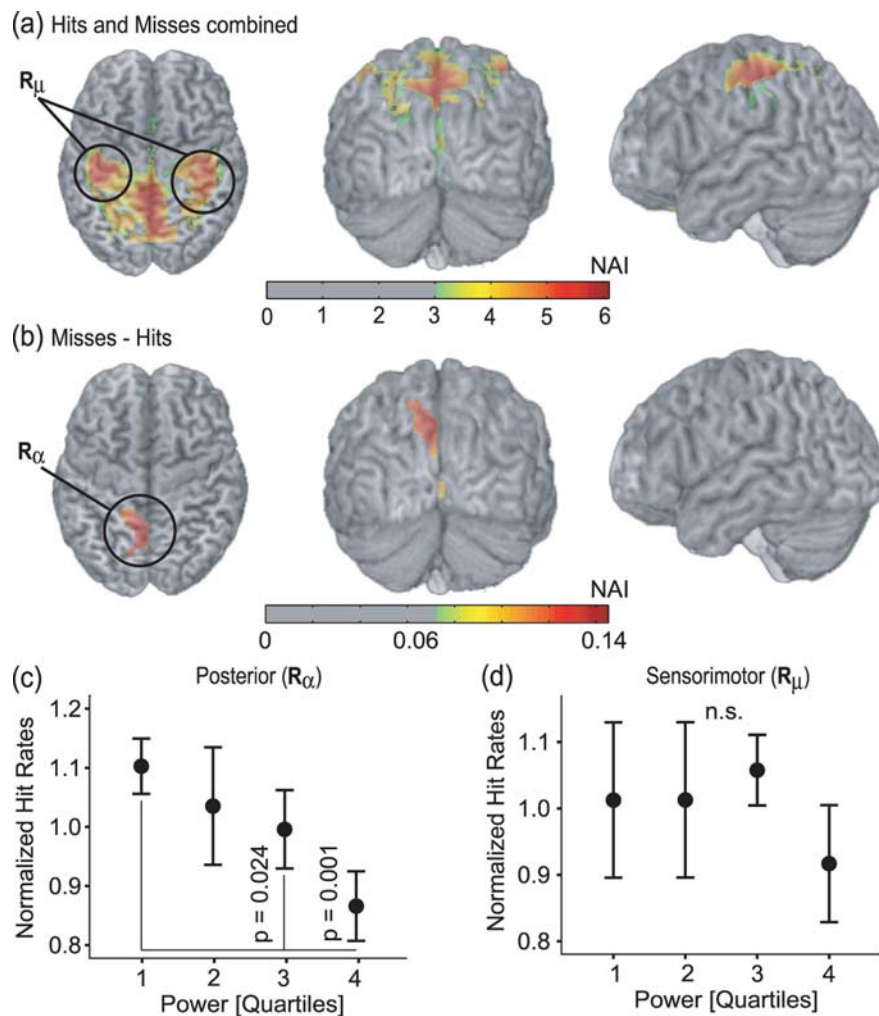 (a) Hits and Misses combined
Rμ
NAI
0 1 2 3 4 5 6
(b) Misses - Hits
Rα
NAI
0 0.06 0.14
(c) Posterior (Rα)
Normalized Hit Rates
1.2
1.1
1.0
0.9
0.8
p = 0.024
p = 0.001
1 2 3 4
Power [Quartiles]
(d) Sensorimotor (Rμ)
n.s.
Normalized Hit Rates
1.1
1.0
0.9
0.8
1 2 3 4
Power [Quartiles]